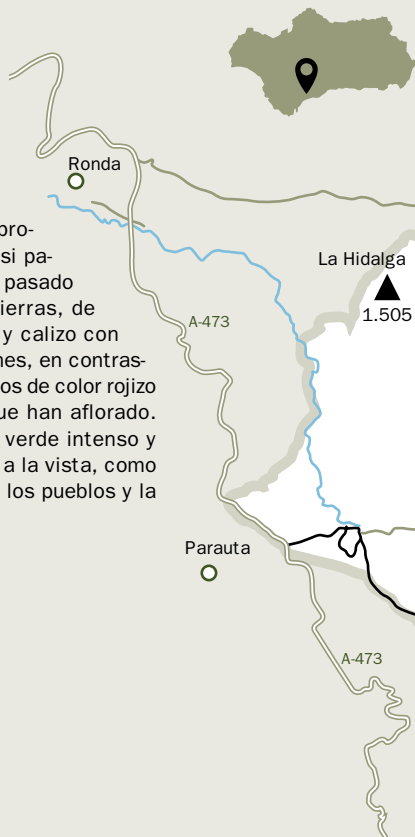 Ronda
pro-
si pa-
pasado
ierras, de
y calizo con
nes, en contras-
os de color rojizo
ue han aflorado.
verde intenso y
a la vista, como
los pueblos y la
La Hidalga
1.505
A-473
Parauta
A-473